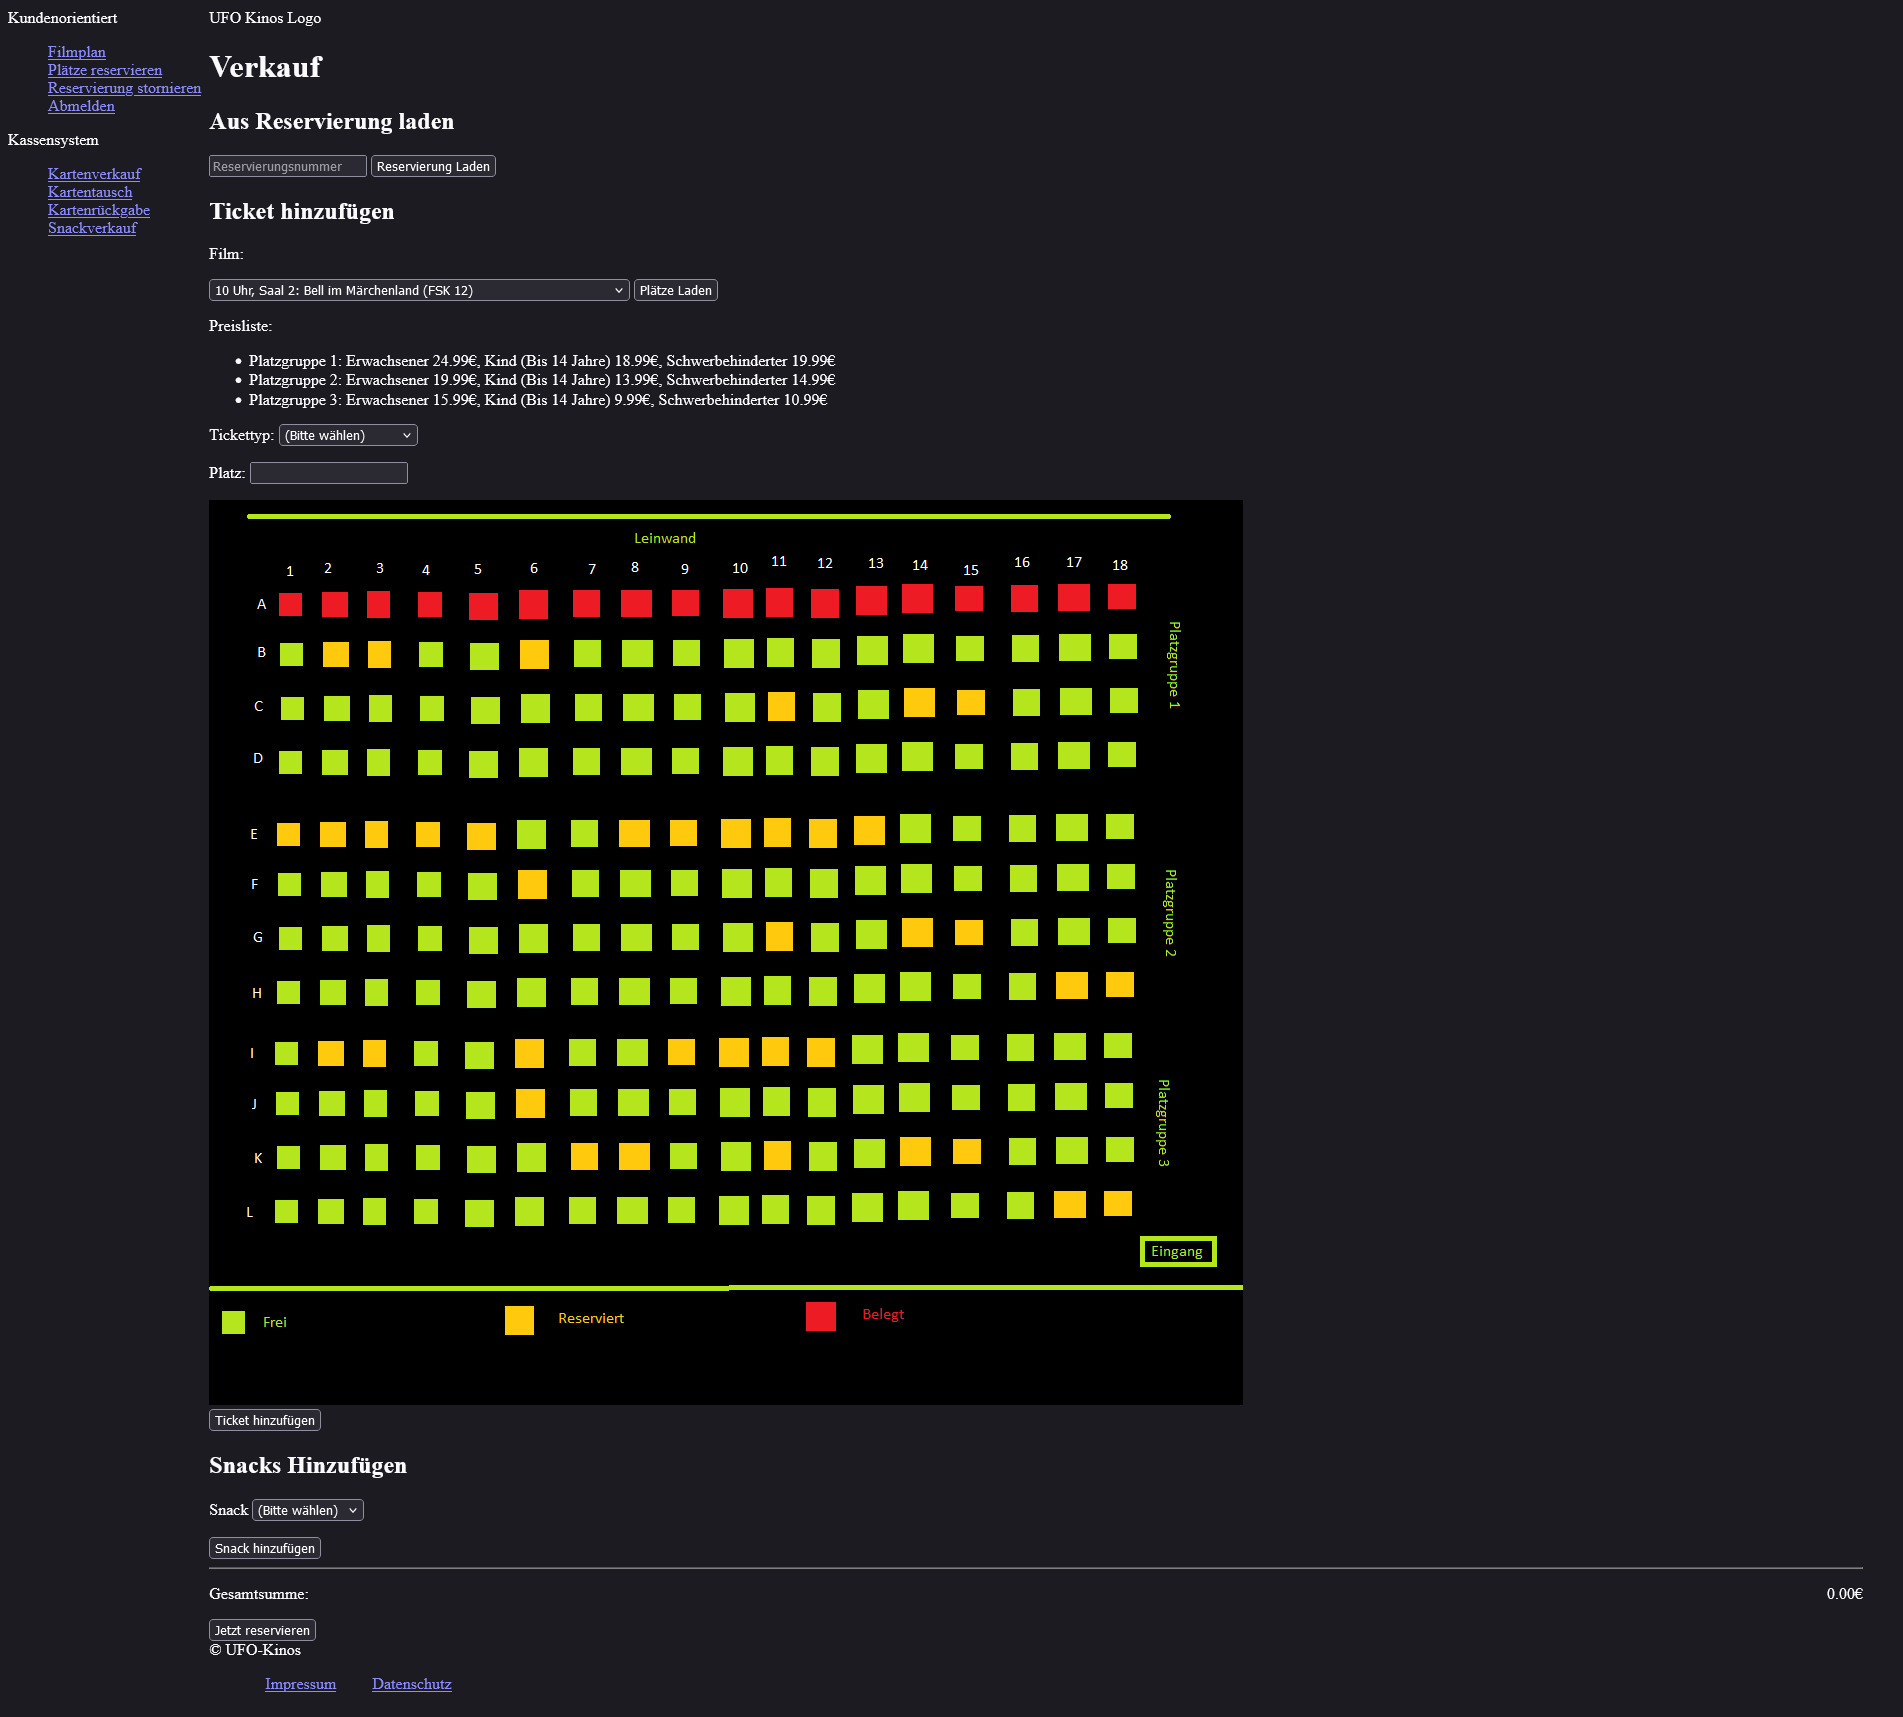 Kundenorientiert
Filmplan
Plätze reservieren
Reservierung stornieren
Abmelden
Kassensystem
Kartenverkauf
Kartentausch
Kartenrückgabe
Snackverkauf
UFO Kinos Logo
Verkauf
Aus Reservierung laden
Reservierungsnummer Reservierung Laden
Ticket hinzufügen
Film:
10 Uhr, Saal 2: Bell im Märchenland (FSK 12) Plätze Laden
Preisliste:
• Platzgruppe 1: Erwachsener 24.99€, Kind (Bis 14 Jahre) 18.99€, Schwerbehinderter 19.99€
• Platzgruppe 2: Erwachsener 19.99€, Kind (Bis 14 Jahre) 13.99€, Schwerbehinderter 14.99€
• Platzgruppe 3: Erwachsener 15.99€, Kind (Bis 14 Jahre) 9.99€, Schwerbehinderter 10.99€
Tickettyp: (Bitte wählen)
Platz:
Leinwand
1 2 3 4 5 6 7 8 9 10 11 12 13 14 15 16 17 18
A
B
C
D
Platzgruppe 1
E
F
G
H
Platzgruppe 2
I
J
K
L
Platzgruppe 3
Eingang
Frei Reserviert Belegt
Ticket hinzufügen
Snacks Hinzufügen
Snack (Bitte wählen)
Snack hinzufügen
Gesamtsumme: 0.00€
Jetzt reservieren
© UFO-Kinos
Impressum Datenschutz